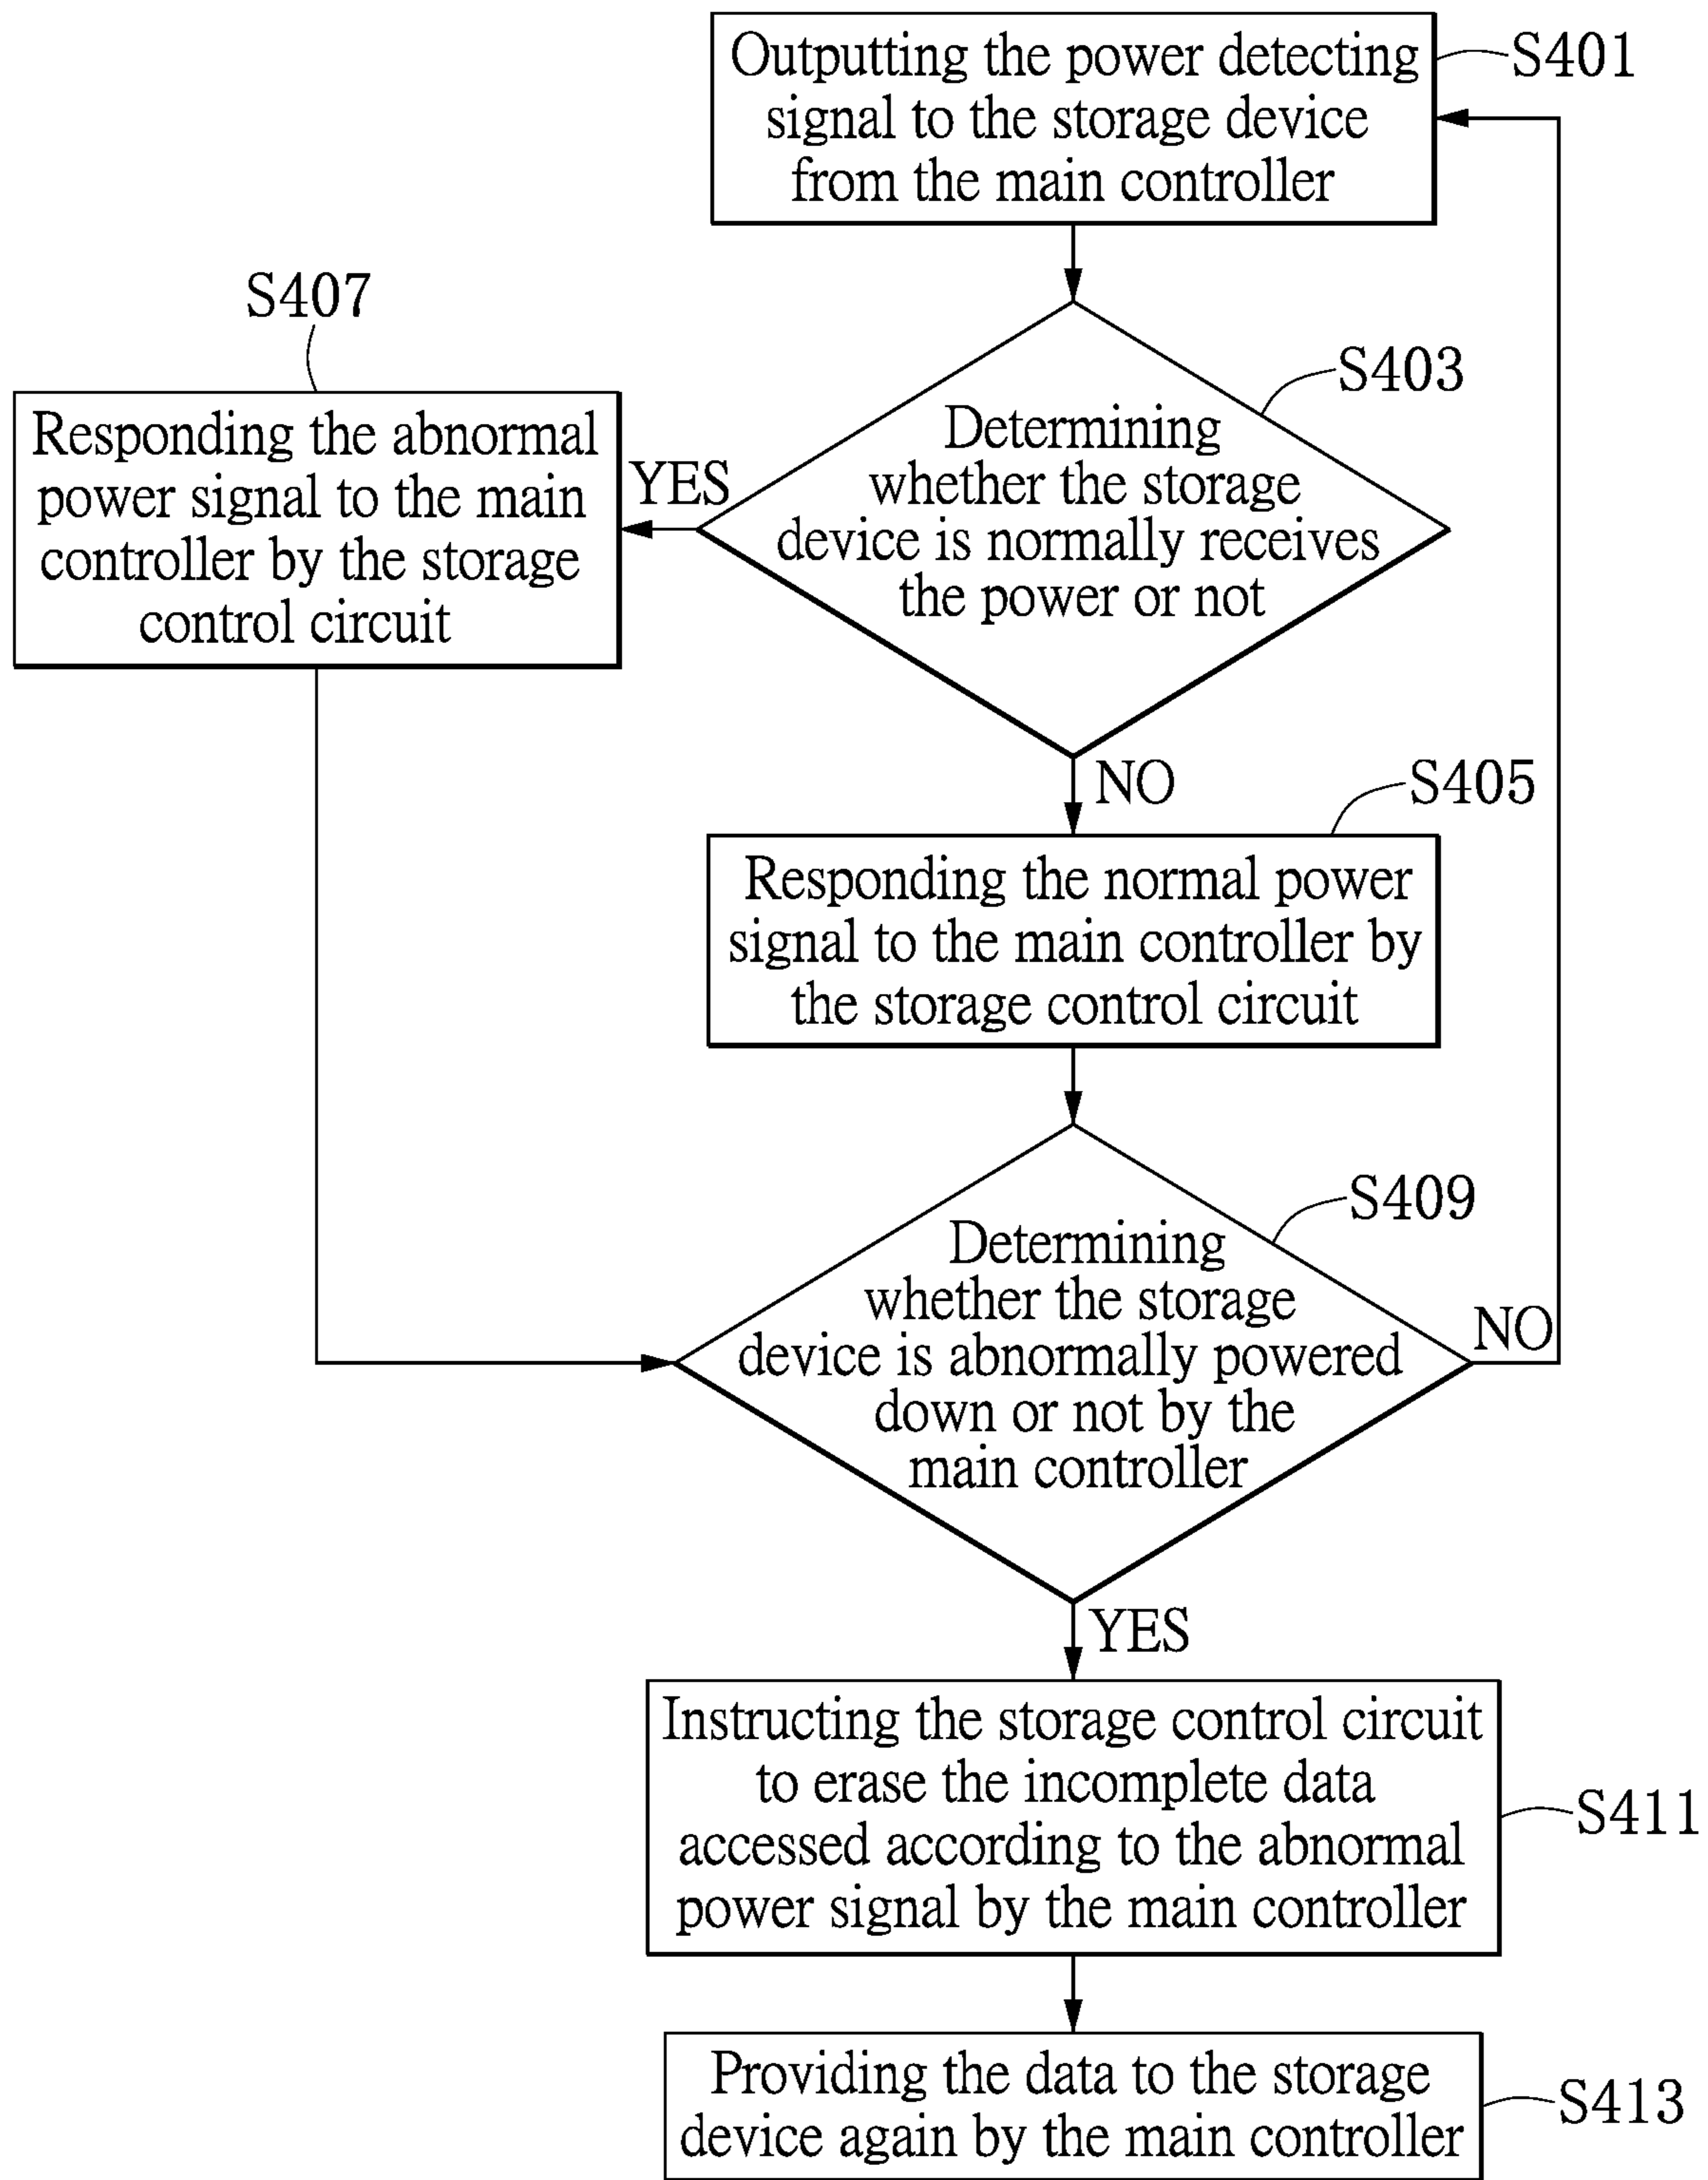 Outputting the power detecting
signal to the storage device
from the main controller
S401
S407
S403
Responding the abnormal
power signal to the main
controller by the storage
control circuit
YES
Determining
whether the storage
device is normally receives
the power or not
NO
S405
Responding the normal power
signal to the main controller by
the storage control circuit
S409
Determining
whether the storage
device is abnormally powered
down or not by the
main controller
NO
YES
Instructing the storage control circuit
to erase the incomplete data
accessed according to the abnormal
power signal by the main controller
S411
Providing the data to the storage
device again by the main controller
S413